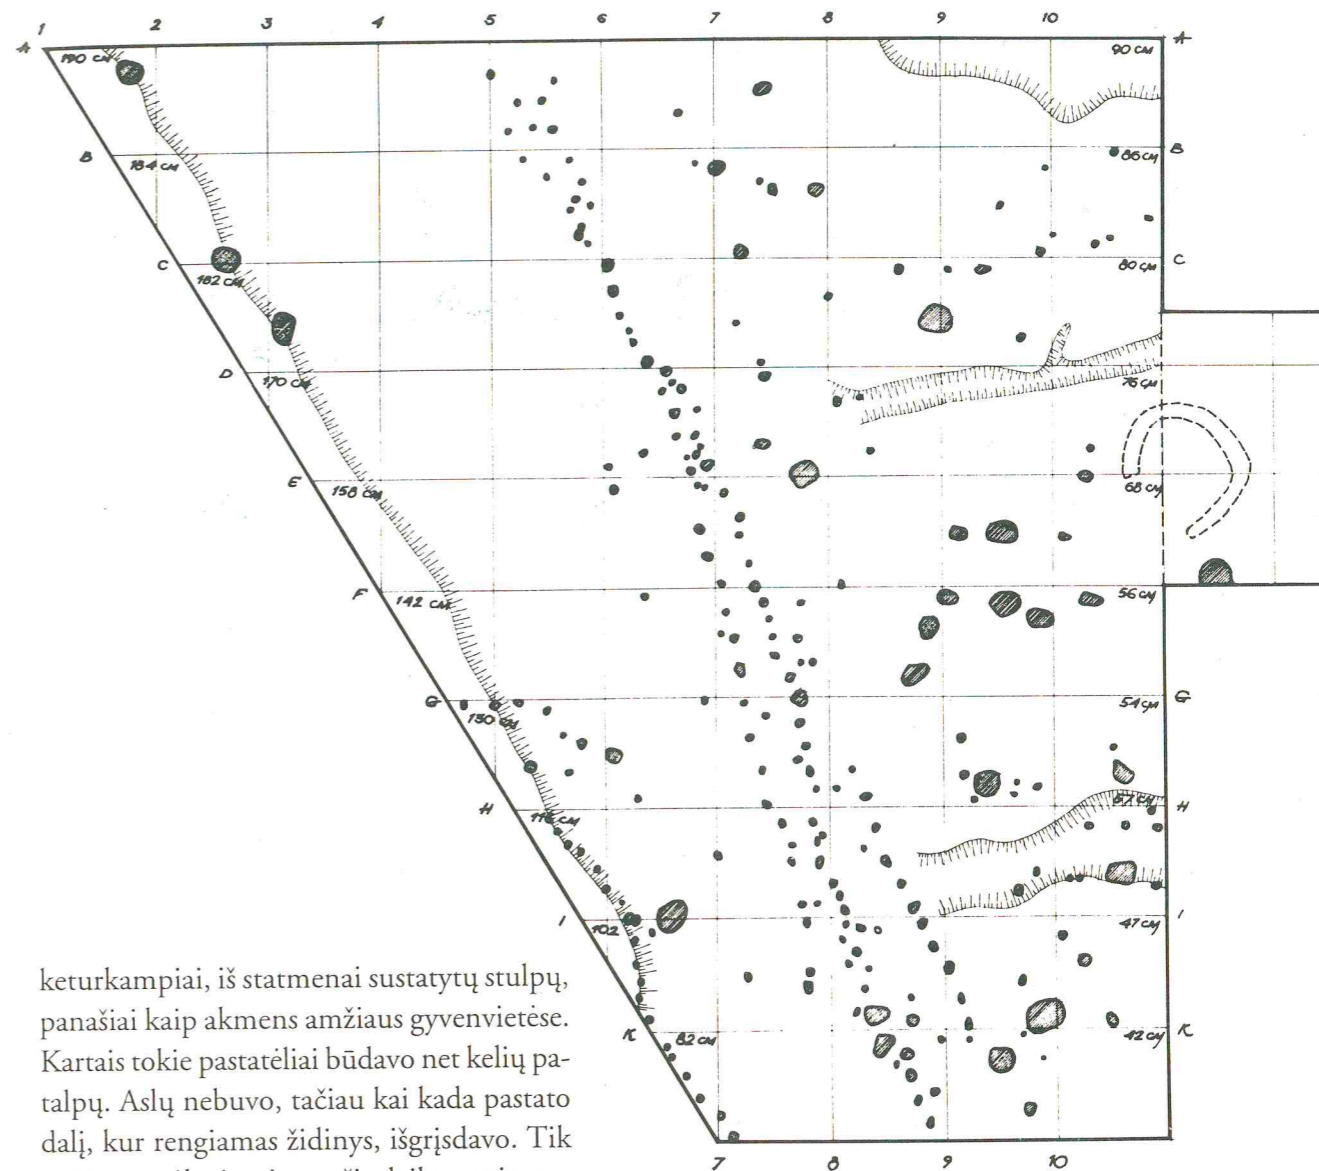 1 2 3 4 5 6 7 8 9 10
A 190 CM 90 CM A
B 184 CM 86 CM B
C 182 CM 80 CM C
D 170 CM 76 CM
E 158 CM 68 CM
F 142 CM 56 CM
G 130 CM 54 CM G
H CM CM H
I 102 47 CM I
K 82 CM 42 CM K
7 8 9 10
keturkampiai, iš statmenai sustatytų stulpų,
panašiai kaip akmens amžiaus gyvenvietėse.
Kartais tokie pastatėliai būdavo net kelių pa-
talpų. Aslų nebuvo, tačiau kai kada pastato
dalį, kur rengiamas židinys, išgrįsdavo. Tik